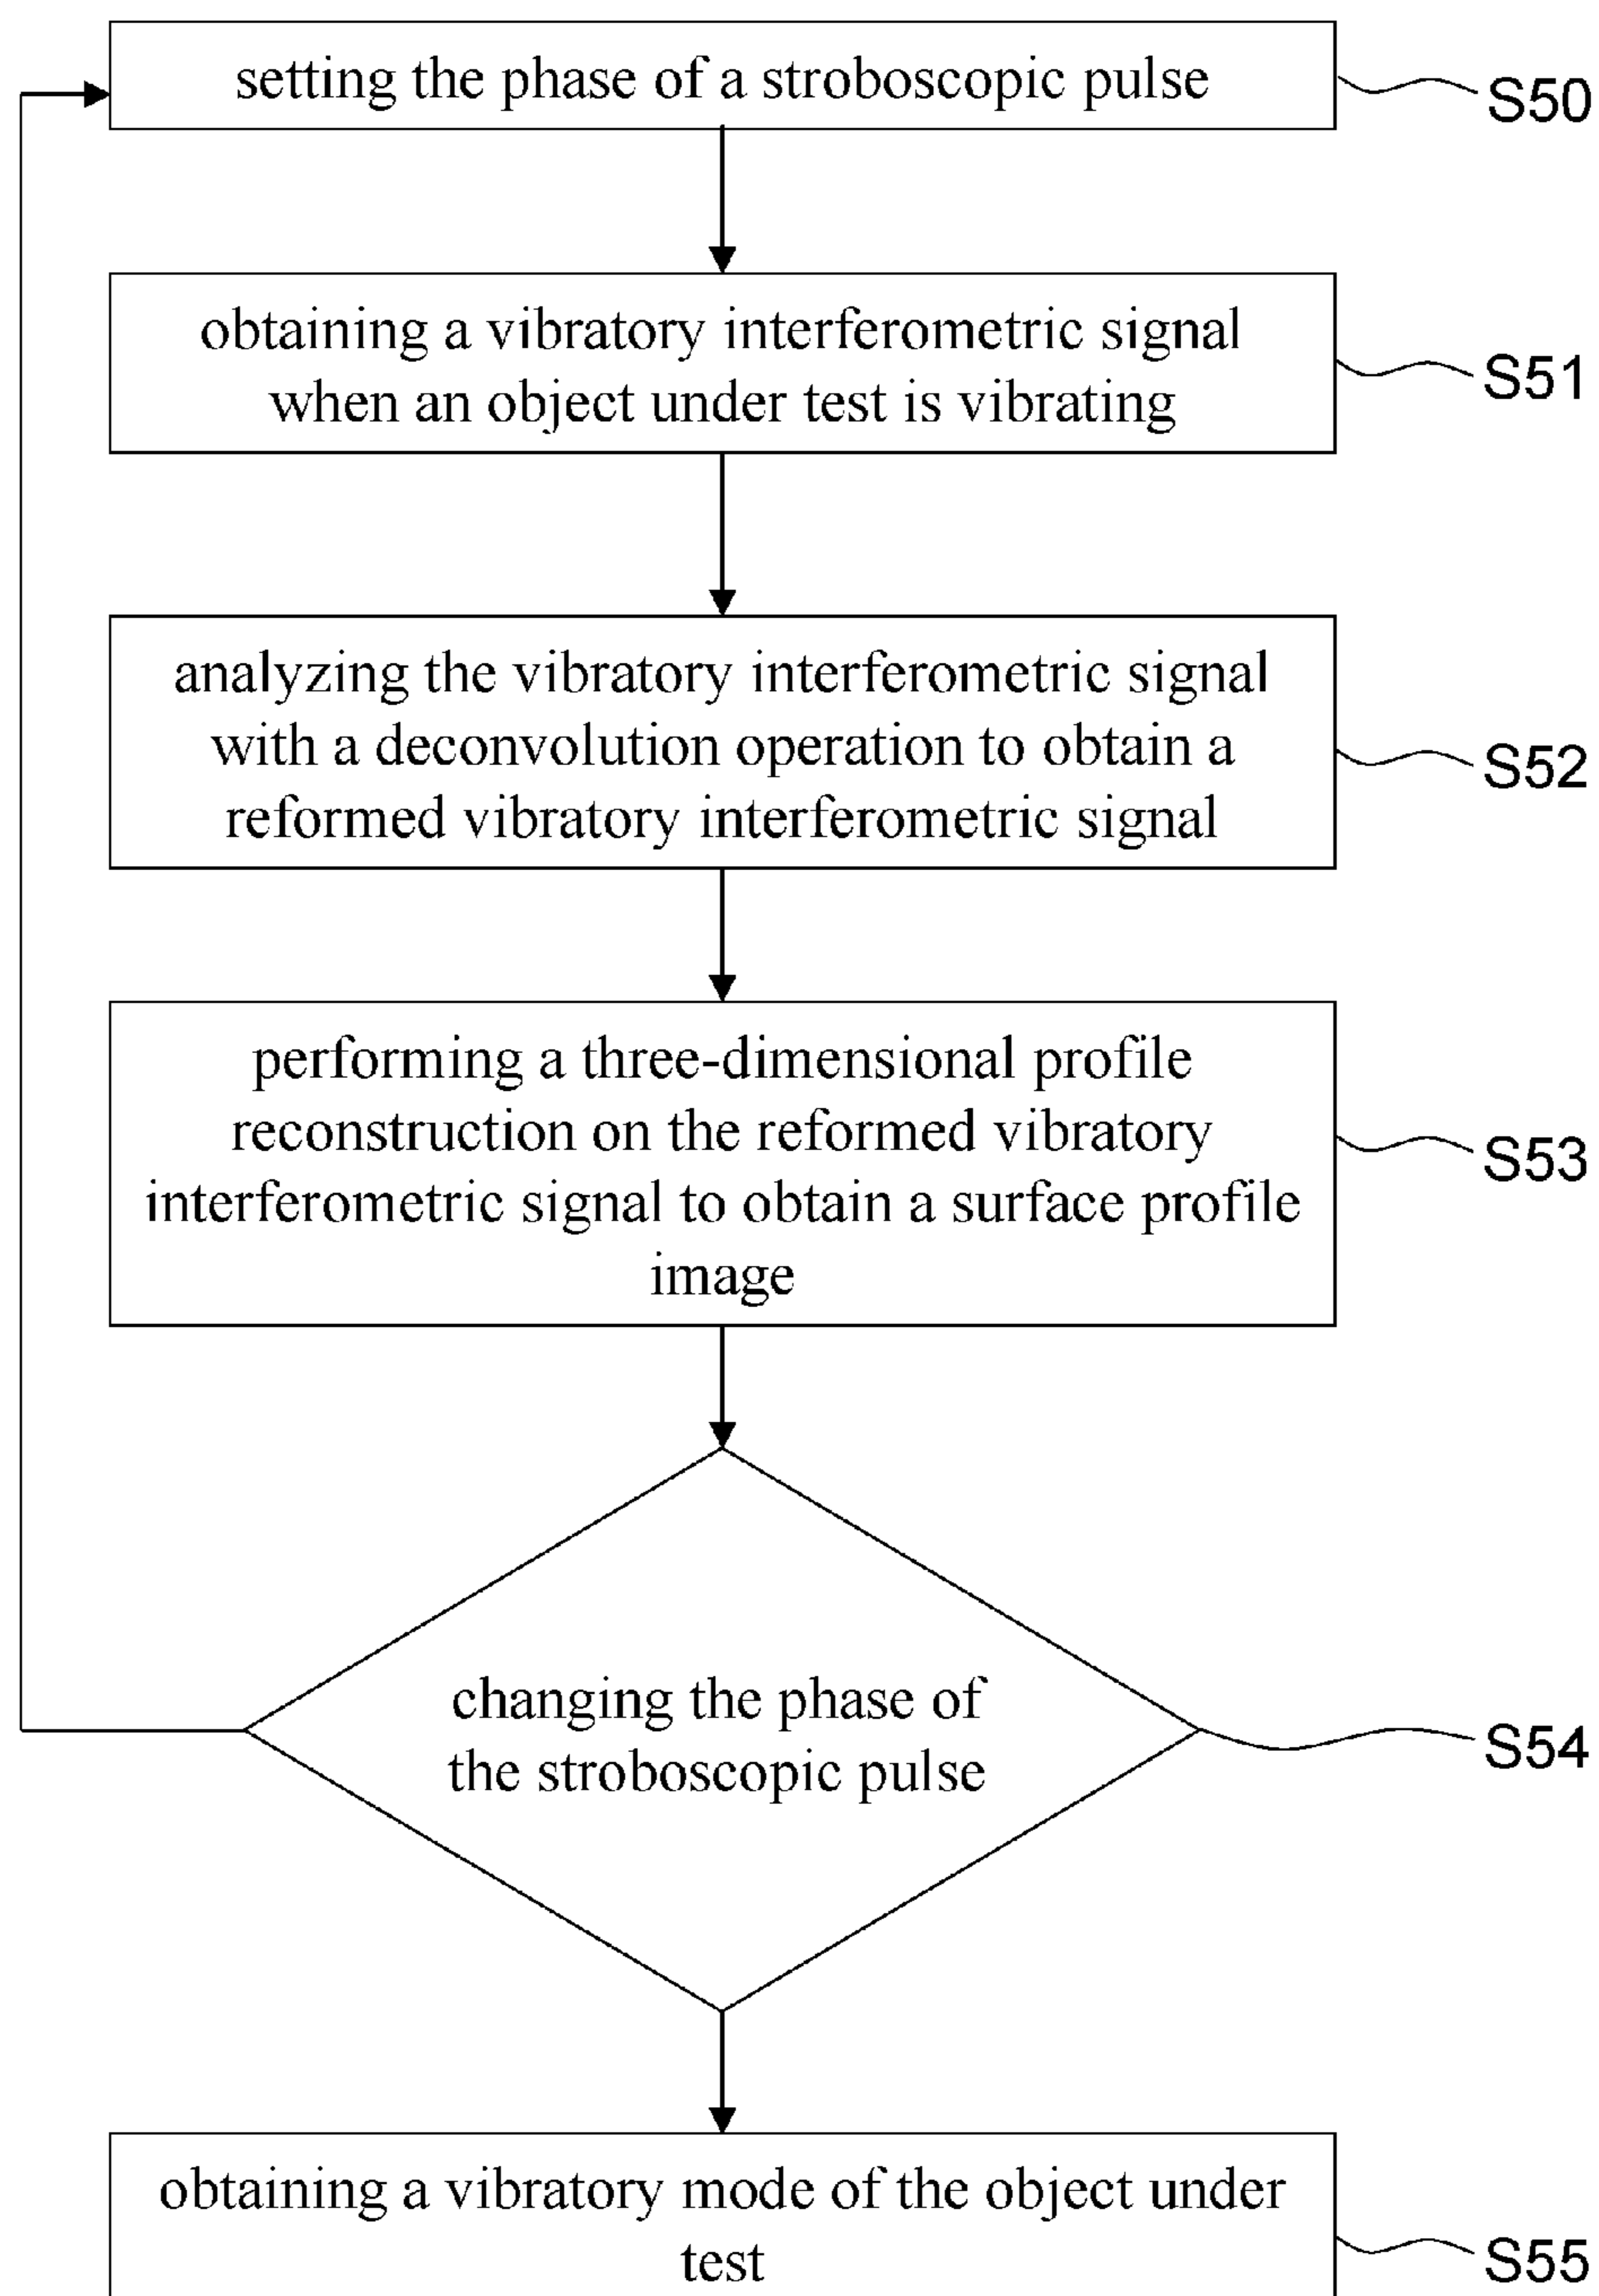 setting the phase of a stroboscopic pulse
S50
obtaining a vibratory interferometric signal
when an object under test is vibrating
S51
analyzing the vibratory interferometric signal
with a deconvolution operation to obtain a
reformed vibratory interferometric signal
S52
performing a three-dimensional profile
reconstruction on the reformed vibratory
interferometric signal to obtain a surface profile
image
S53
changing the phase of
the stroboscopic pulse
S54
obtaining a vibratory mode of the object under
test
S55